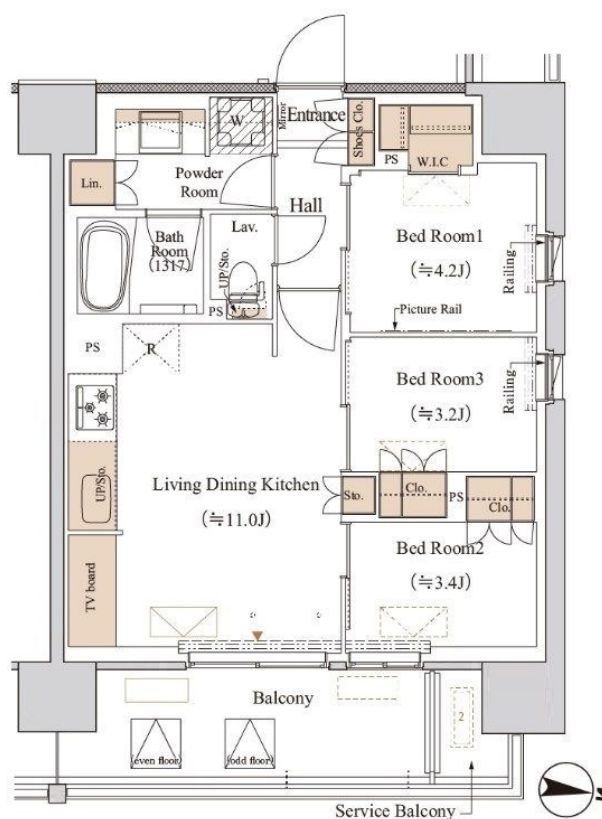 Mirror
Entrance
W
Shoes Clo.
PS
W.I.C
Powder
Room
Lin.
Hall
Lav.
Bath
Room
(1317)
UP/Sto.
PS
Bed Room1
(≒4.2J)
Railing
Picture Rail
PS
R
Bed Room3
(≒3.2J)
Railing
UP/Sto.
Living Dining Kitchen
(≒11.0J)
Sto.
Clo.
PS
Clo.
Bed Room2
(≒3.4J)
TV board
Balcony
2
(even floor)
(odd floor)
Service Balcony